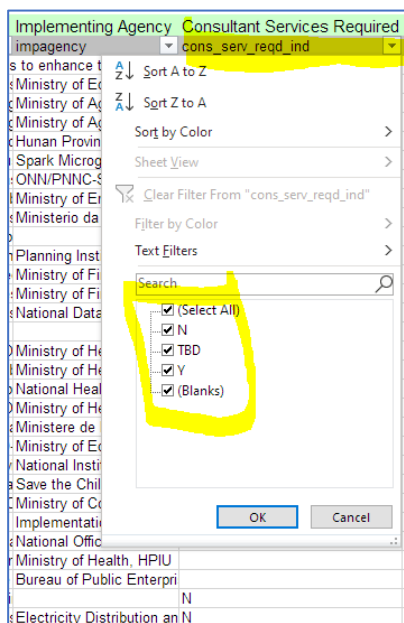 Implementing Agency Consultant Services Required
impagency cons_serv_reqd_ind
s to enhance t
Ministry of Ec
Ministry of Ag
Ministry of Ag
Hunan Provin
Spark Microg
ONN/PNNC-S
Ministry of Er
Ministerio da
Planning Insti
Ministry of Fi
Ministry of Fi
National Data
Ministry of He
Ministry of He
National Heal
Ministry of He
Ministere de
Ministry of Ec
National Instit
Save the Chil
Ministry of Co
Implementatio
National Offic
Ministry of Health, HPIU
Bureau of Public Enterpri
N
Electricity Distribution an N
Sort A to Z
Sort Z to A
Sort by Color
Sheet View
Clear Filter From "cons_serv_reqd_ind"
Filter by Color
Text Filters
Search
(Select All)
N
TBD
Y
(Blanks)
OK Cancel